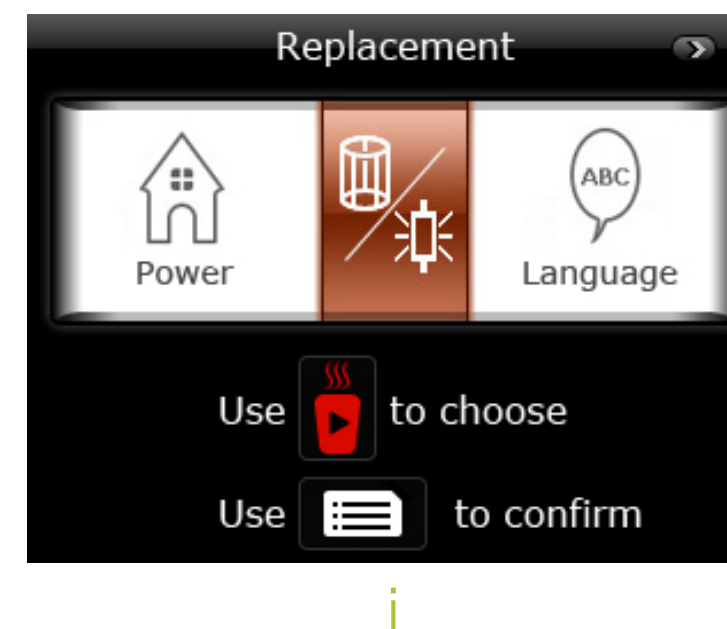 Replacement
ABC
Power
Language
Use to choose
Use to confirm
i